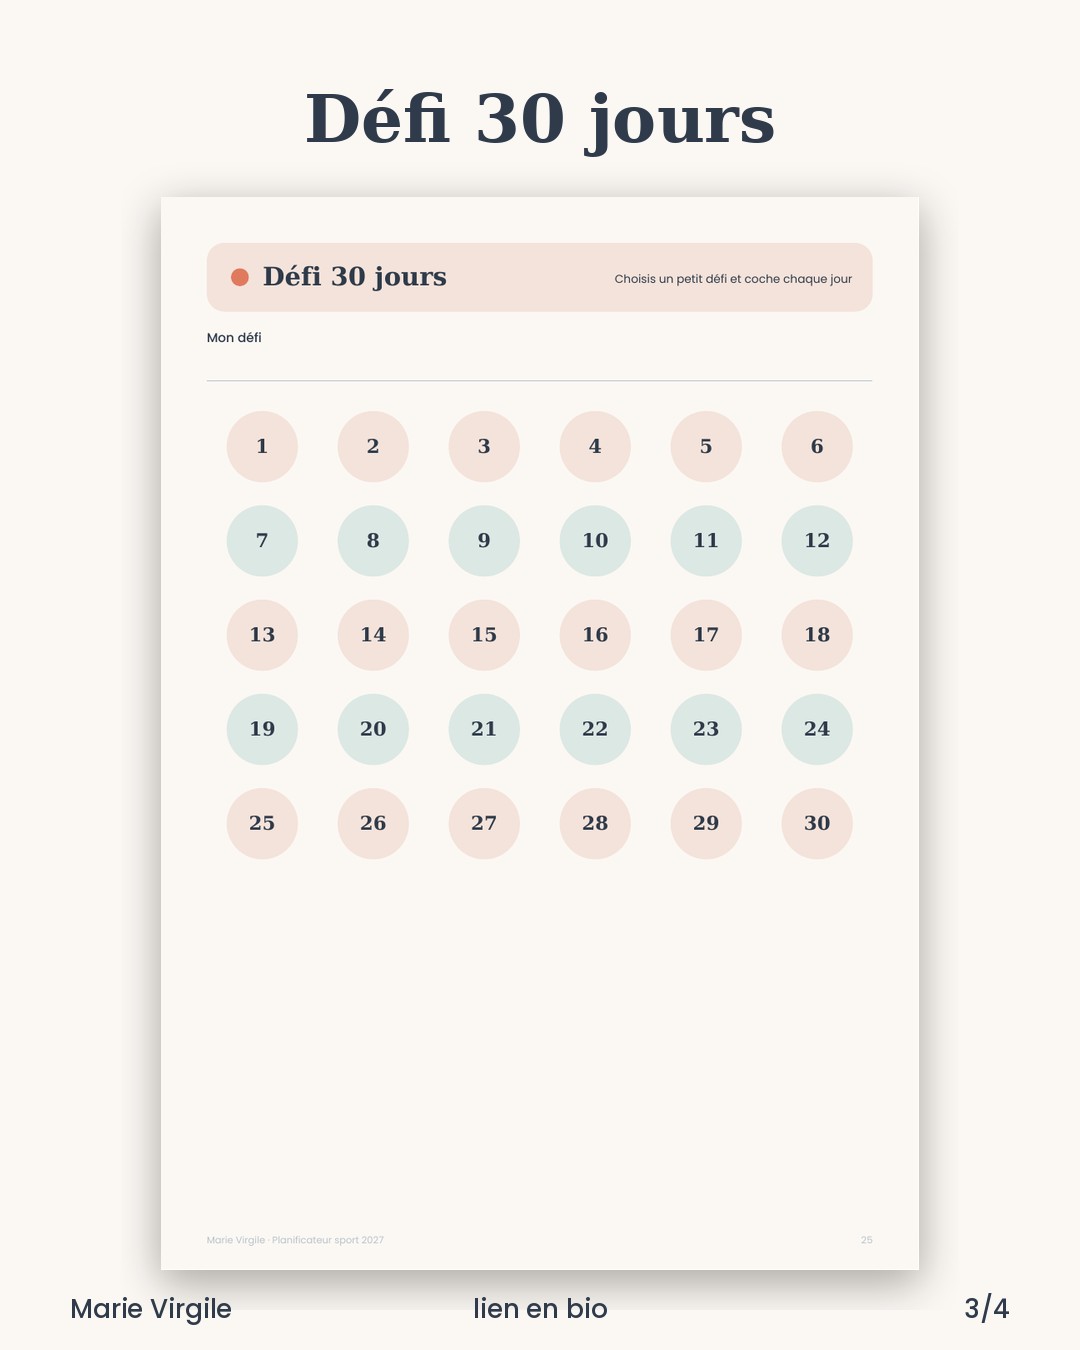 Défi 30 jours
Défi 30 jours
Choisis un petit défi et coche chaque jour
Mon défi
1 2 3 4 5 6
7 8 9 10 11 12
13 14 15 16 17 18
19 20 21 22 23 24
25 26 27 28 29 30
Marie Virgile · Planificateur sport 2027
25
Marie Virgile
lien en bio
3/4